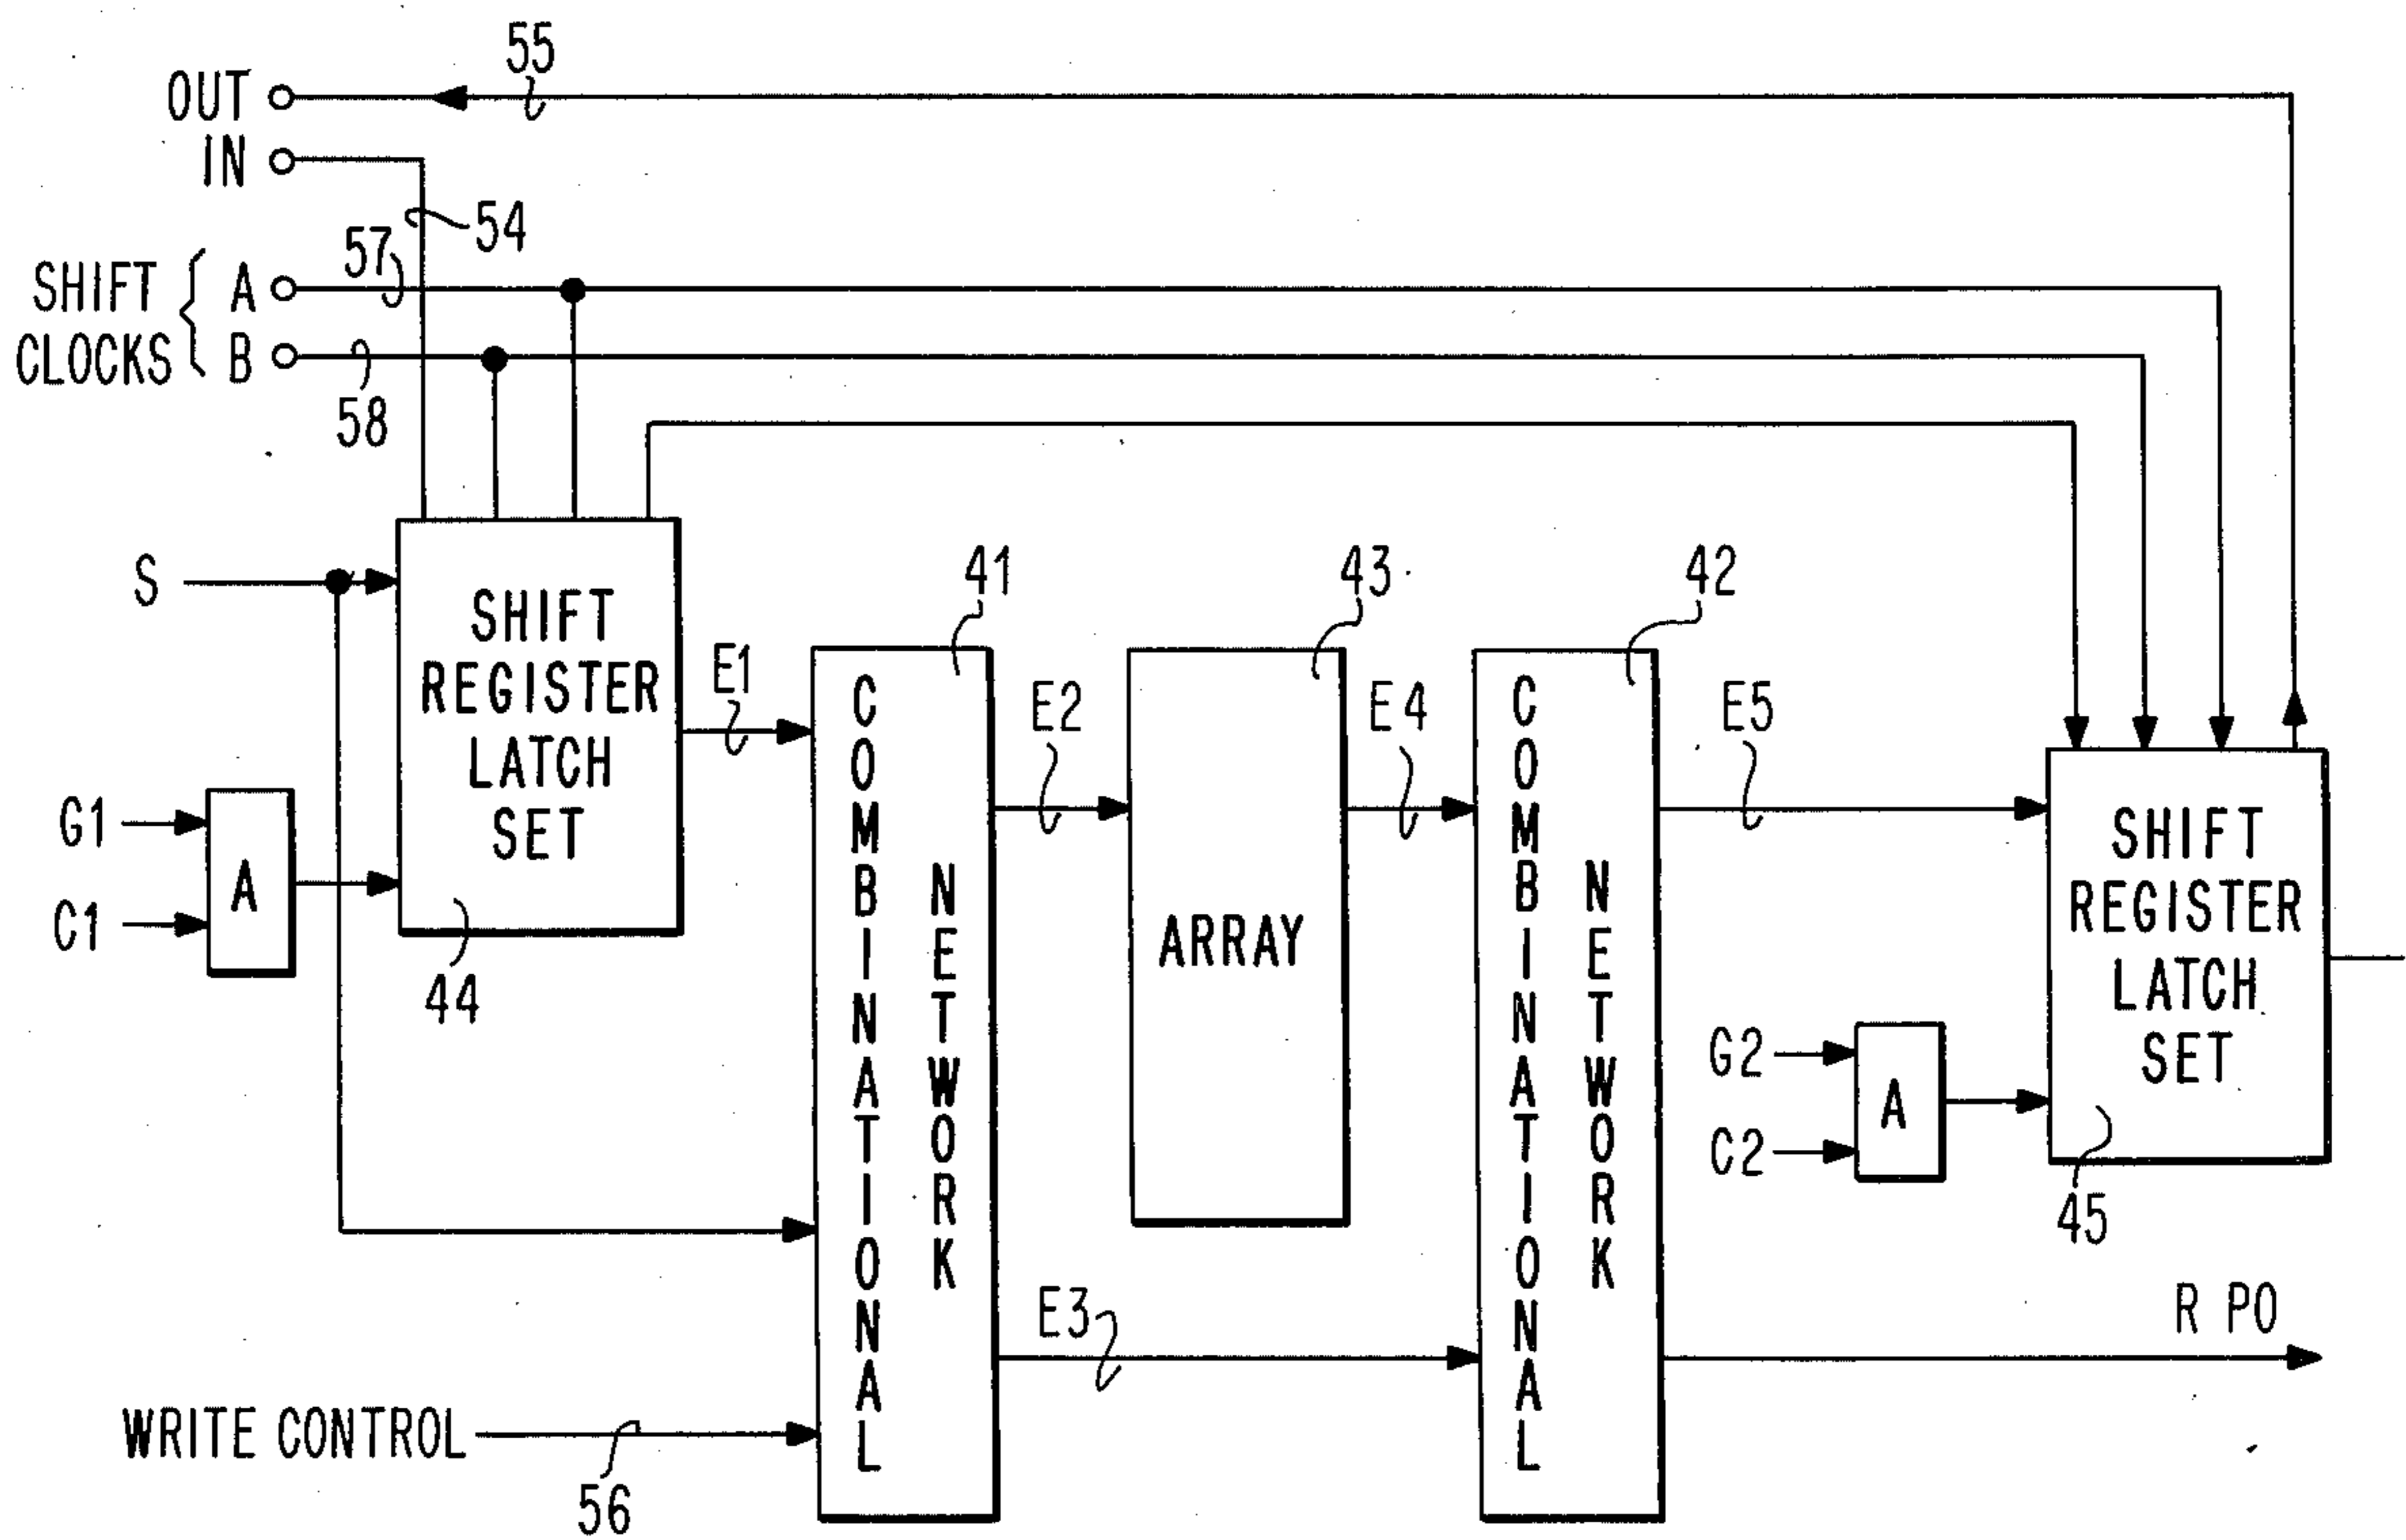 55
OUT
IN
54
57
SHIFT CLOCKS
A
B
58
S
SHIFT
REGISTER
LATCH
SET
44
G1
C1
A
E1
41
COMBINATIONAL
NETWORK
E2
43
ARRAY
E4
42
COMBINATIONAL
NETWORK
E5
SHIFT
REGISTER
LATCH
SET
45
G2
C2
A
E3
R PO
WRITE CONTROL
56